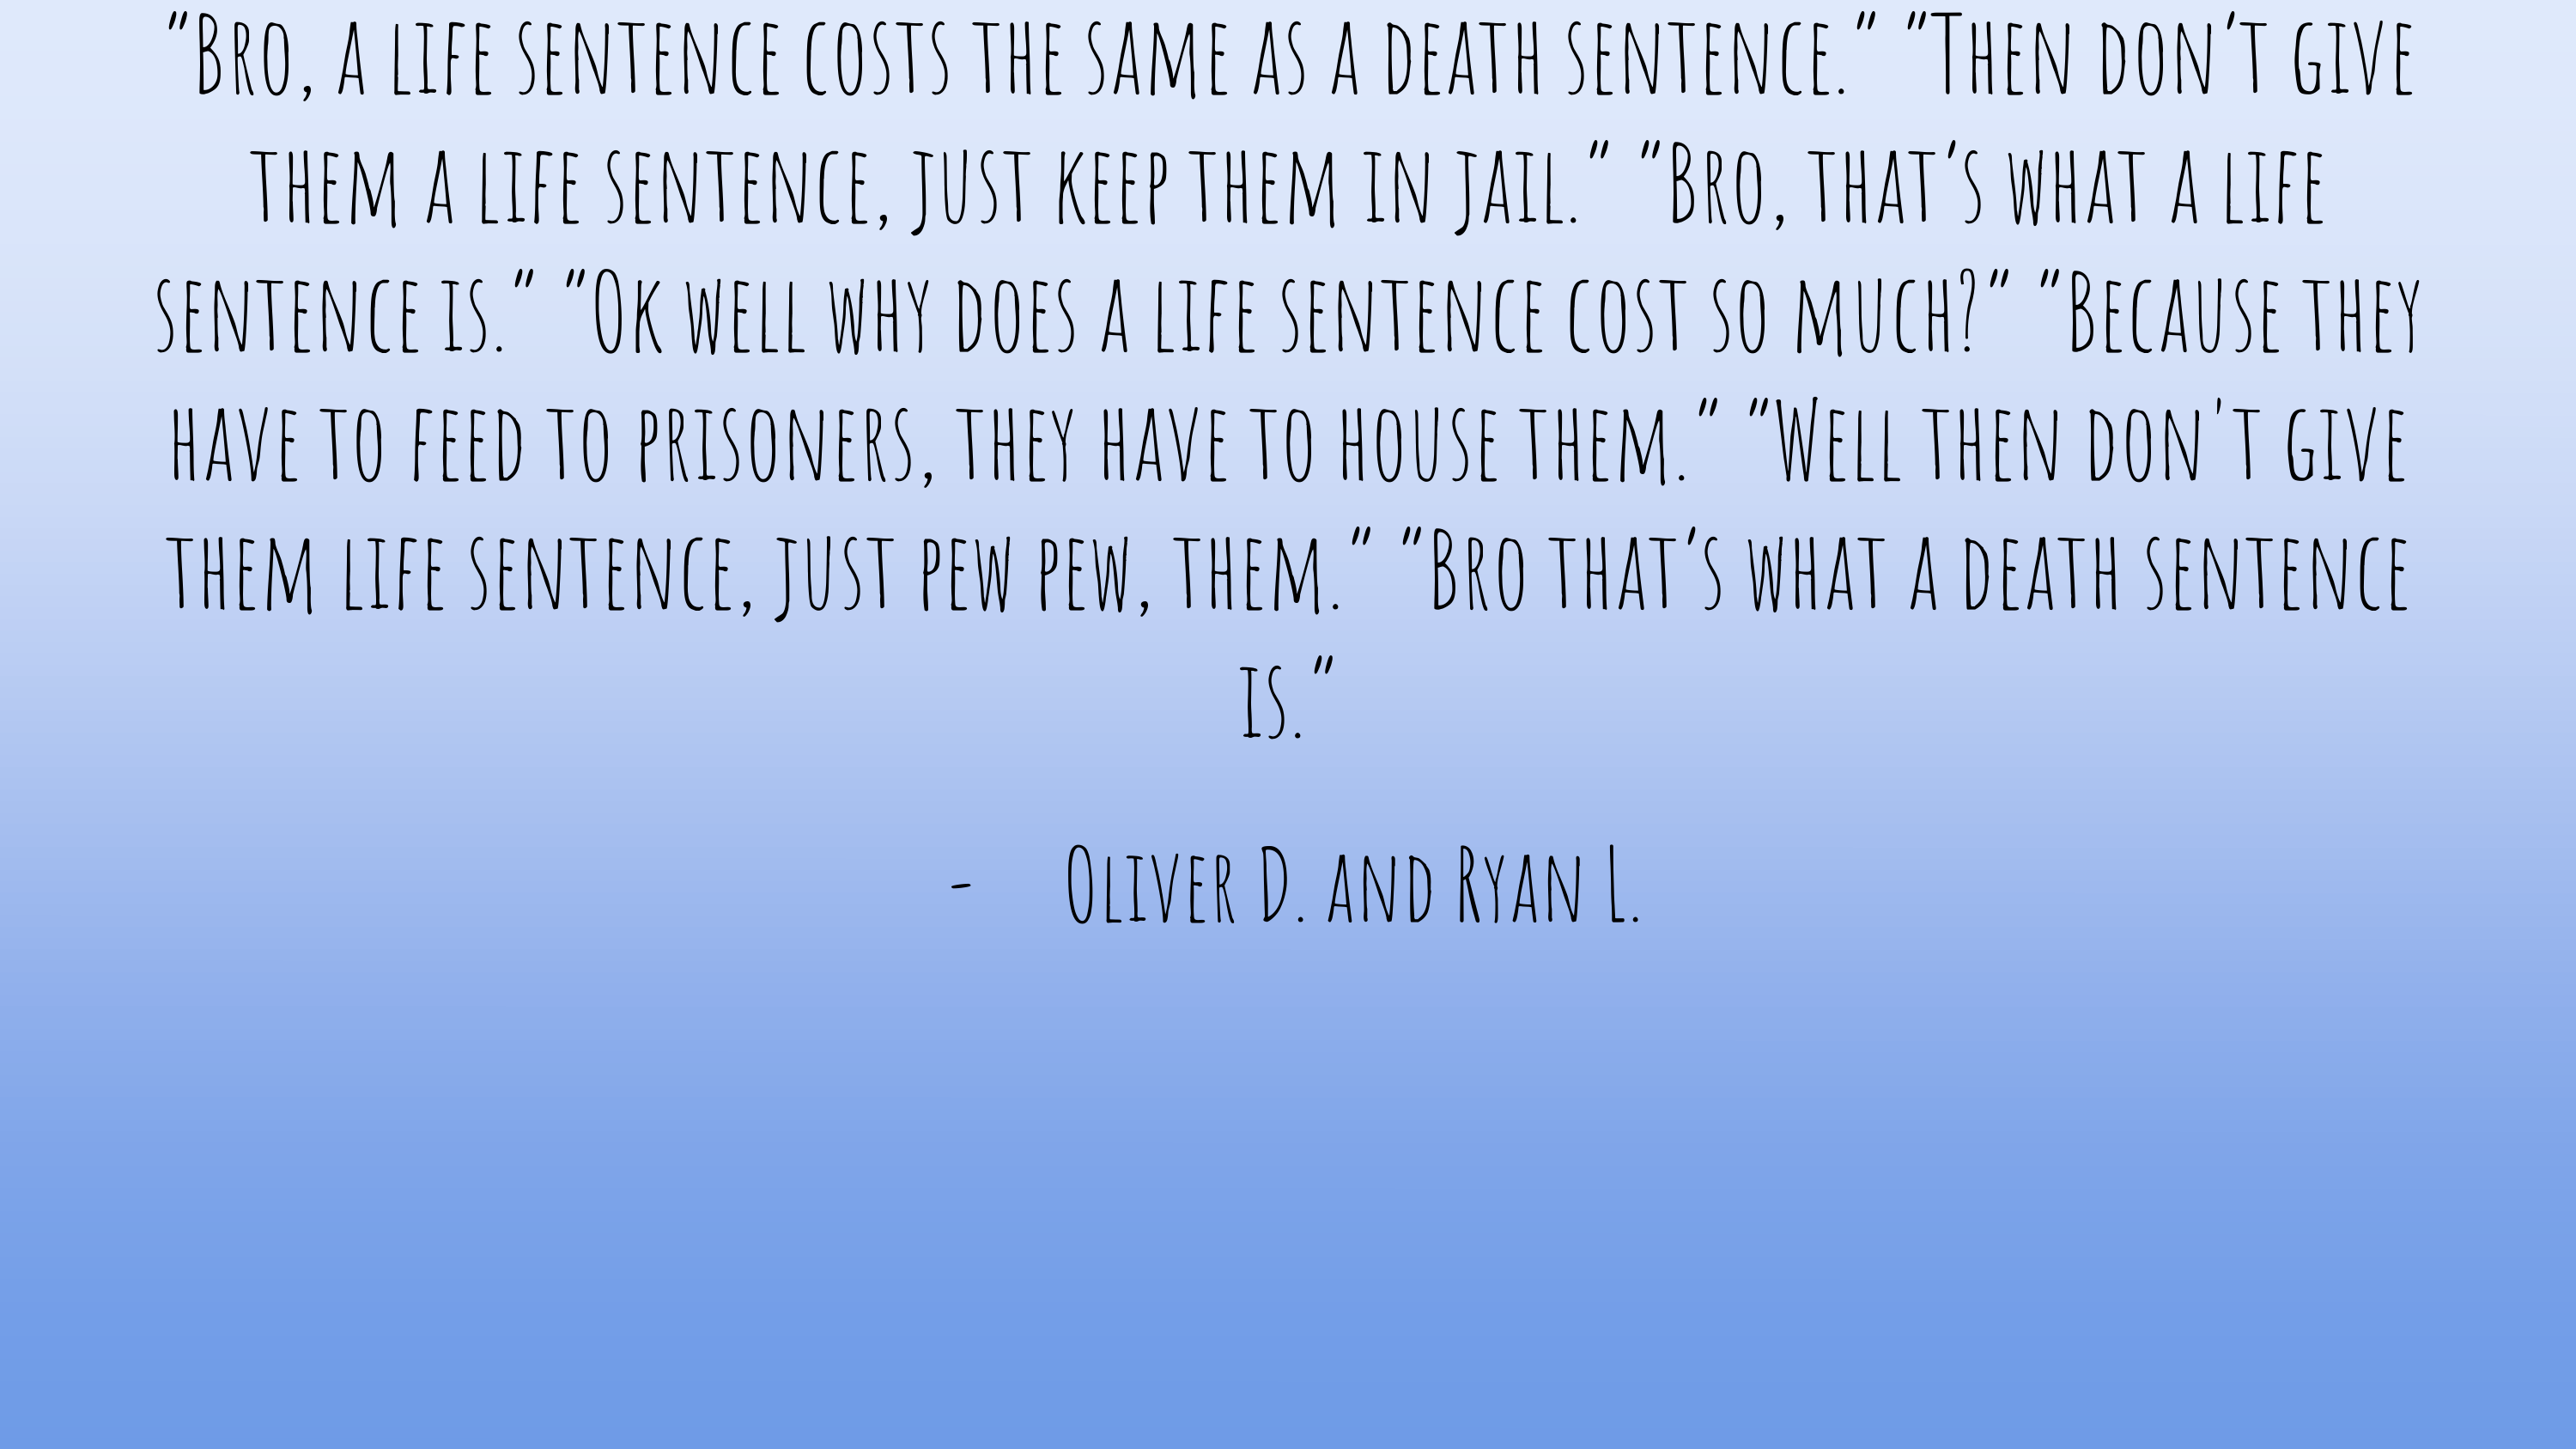 "Bro, a life sentence costs the same as a death sentence." "Then don't give
them a life sentence, just keep them in jail." "Bro, that's what a life
sentence is." "Ok well why does a life sentence cost so much?" "Because they
have to feed to prisoners, they have to house them." "Well then don't give
them life sentence, just pew pew, them." "Bro that's what a death sentence
is."
- Oliver D. and Ryan L.